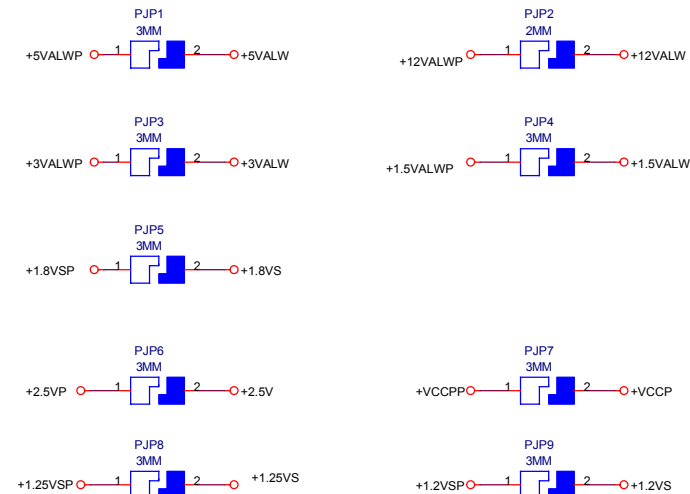 PJP1
3MM
+5VALWP 1 2 +5VALW
PJP2
2MM
+12VALWP 1 2 +12VALW
PJP3
3MM
+3VALWP 1 2 +3VALW
PJP4
3MM
+1.5VALWP 1 2 +1.5VALW
PJP5
3MM
+1.8VSP 1 2 +1.8VS
PJP6
3MM
+2.5VP 1 2 +2.5V
PJP7
3MM
+VCCPP 1 2 +VCCP
PJP8
3MM
+1.25VSP 1 2 +1.25VS
PJP9
3MM
+1.2VSP 1 2 +1.2VS